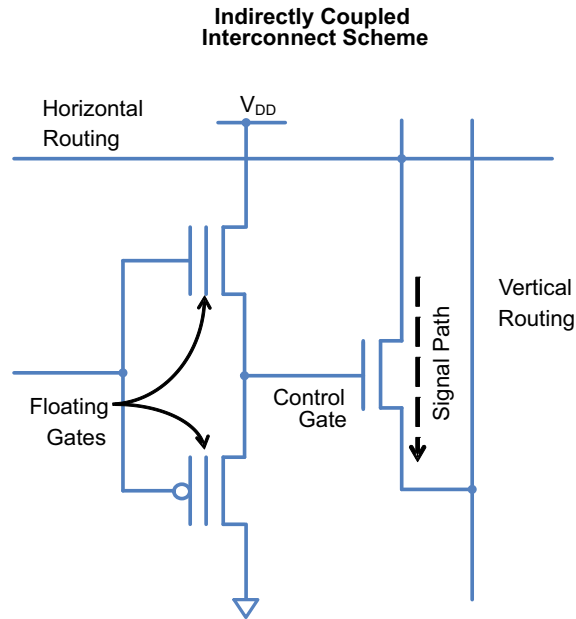 Indirectly Coupled
Interconnect Scheme
Horizontal
Routing
VDD
Vertical
Routing
Signal Path
Control
Gate
Floating
Gates